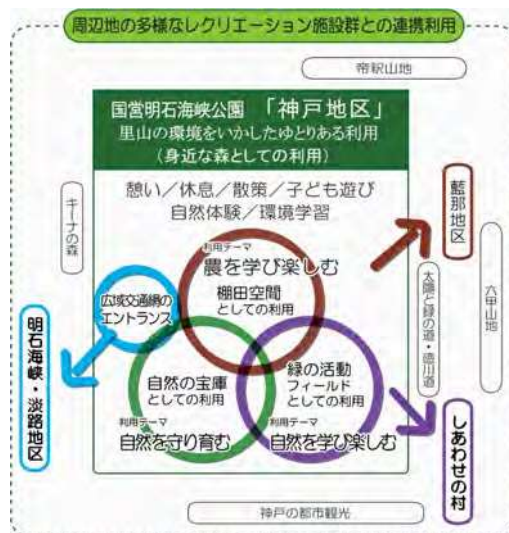 周辺地の多様なレクリエーション施設群との連携利用
帝釈山地
国営明石海峡公園 「神戸地区」
里山の環境をいかしたゆとりある利用
(身近な森としての利用)
憩い/休息/散策/子ども遊び
自然体験/環境学習
キーナの森
藍那地区
利用テーマ
農を学び楽しむ
棚田空間
としての利用
広域交通網の
エントランス
太陽と緑の道・徳川道
六甲山地
明石海峡・淡路地区
自然の宝庫
としての利用
利用テーマ
自然を守り育む
緑の活動
フィールド
としての利用
利用テーマ
自然を学び楽しむ
しあわせの村
神戸の都市観光